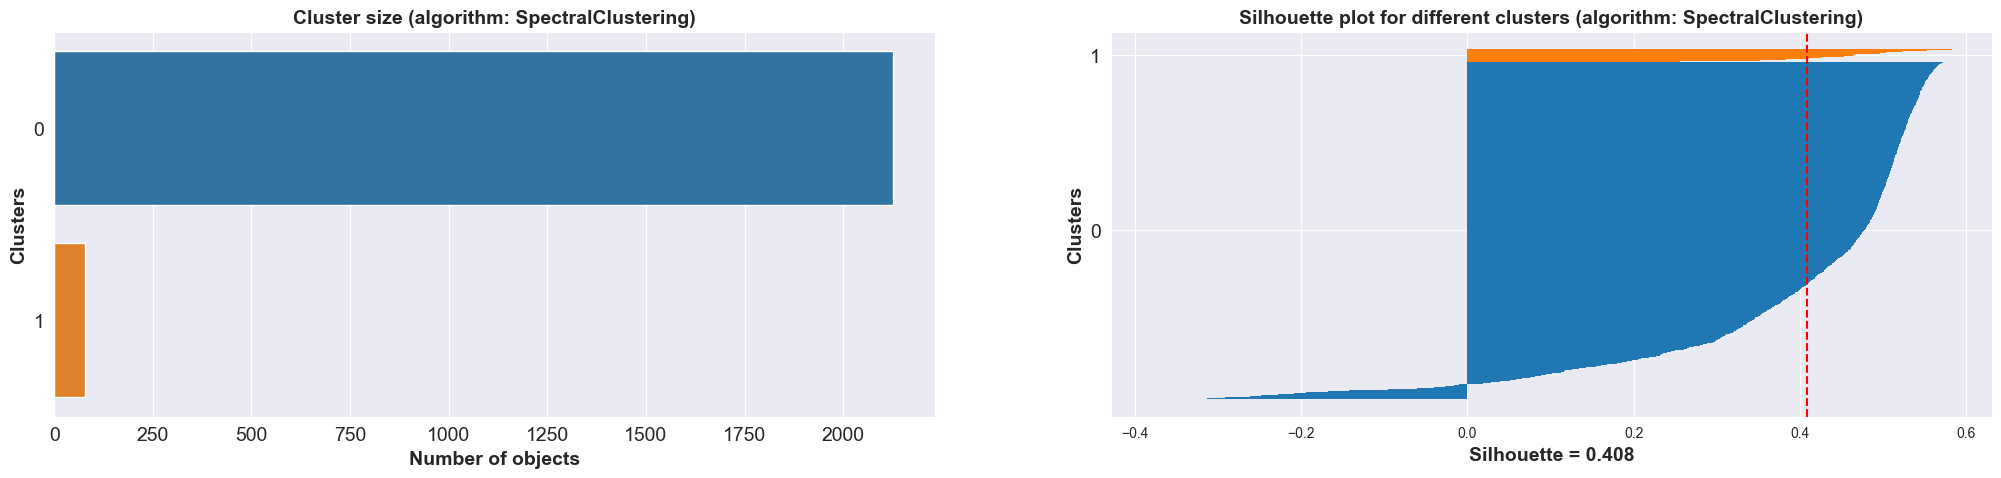 Cluster size (algorithm: SpectralClustering)
Clusters
0
1
0 250 500 750 1000 1250 1500 1750 2000
Number of objects
Silhouette plot for different clusters (algorithm: SpectralClustering)
Clusters
1
0
−0.4 −0.2 0.0 0.2 0.4 0.6
Silhouette = 0.408